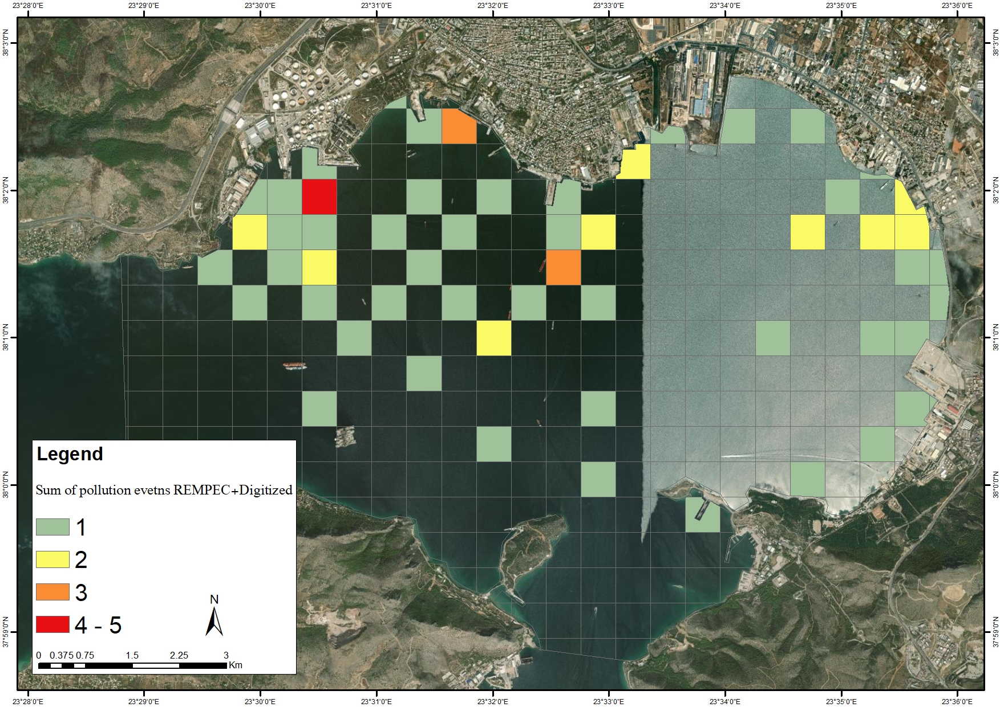 23°28'0"E 23°29'0"E 23°30'0"E 23°31'0"E 23°32'0"E 23°33'0"E 23°34'0"E 23°35'0"E 23°36'0"E
38°3'0"N 38°3'0"N
38°2'0"N 38°2'0"N
38°1'0"N 38°1'0"N
38°0'0"N 38°0'0"N
37°59'0"N 37°59'0"N
Legend
Sum of pollution evetns REMPEC+Digitized
1
2
3
4 - 5
N
0 0.375 0.75 1.5 2.25 3
Km
23°28'0"E 23°29'0"E 23°30'0"E 23°31'0"E 23°32'0"E 23°33'0"E 23°34'0"E 23°35'0"E 23°36'0"E